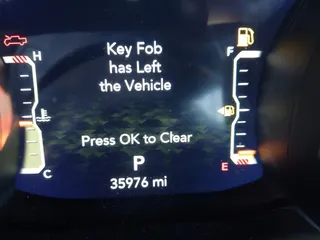 Key Fob
has Left
the Vehicle
H
F
Press OK to Clear
P
C
E
35976 mi